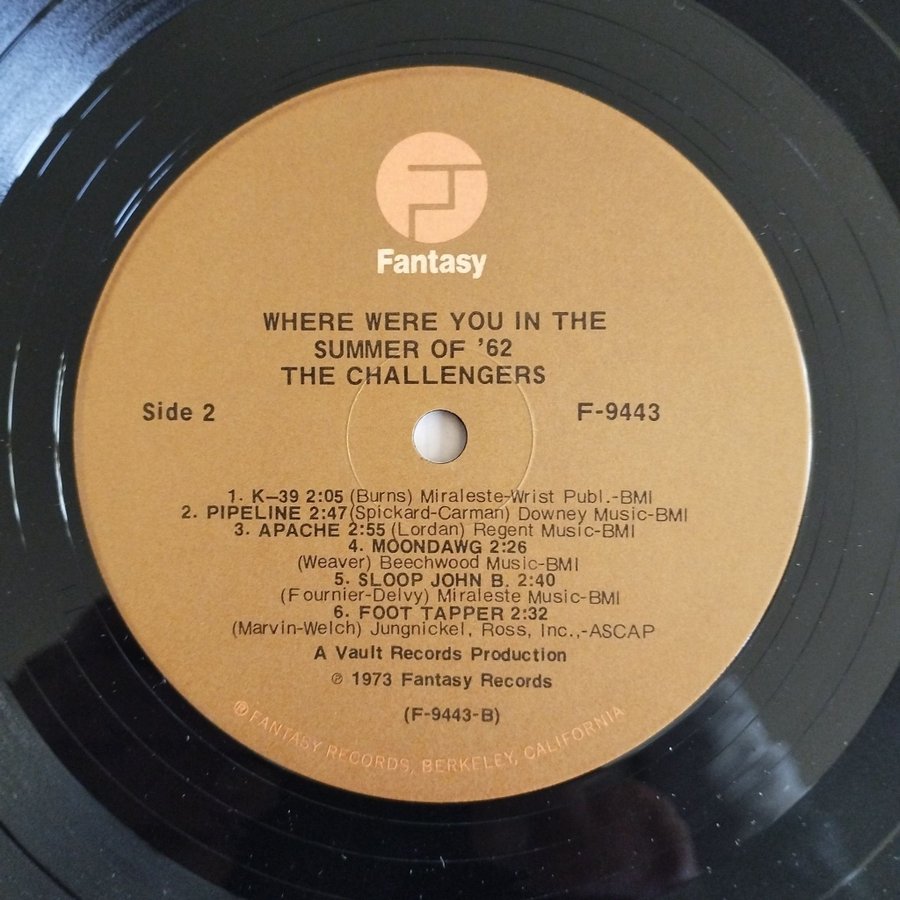 Fantasy
WHERE WERE YOU IN THE
SUMMER OF '62
THE CHALLENGERS
Side 2 F-9443
1. K-39 2:05 (Burns) Miraleste-Wrist Publ.-BMI
2. PIPELINE 2:47 (Spickard-Carman) Downey Music-BMI
3. APACHE 2:55 (Lordan) Regent Music-BMI
4. MOONDAWG 2:26
(Weaver) Beechwood Music-BMI
5. SLOOP JOHN B. 2:40
(Fournier-Delvy) Miraleste Music-BMI
6. FOOT TAPPER 2:32
(Marvin-Welch) Jungnickel, Ross, Inc.,-ASCAP
A Vault Records Production
℗ 1973 Fantasy Records
(F-9443-B)
® FANTASY RECORDS, BERKELEY, CALIFORNIA